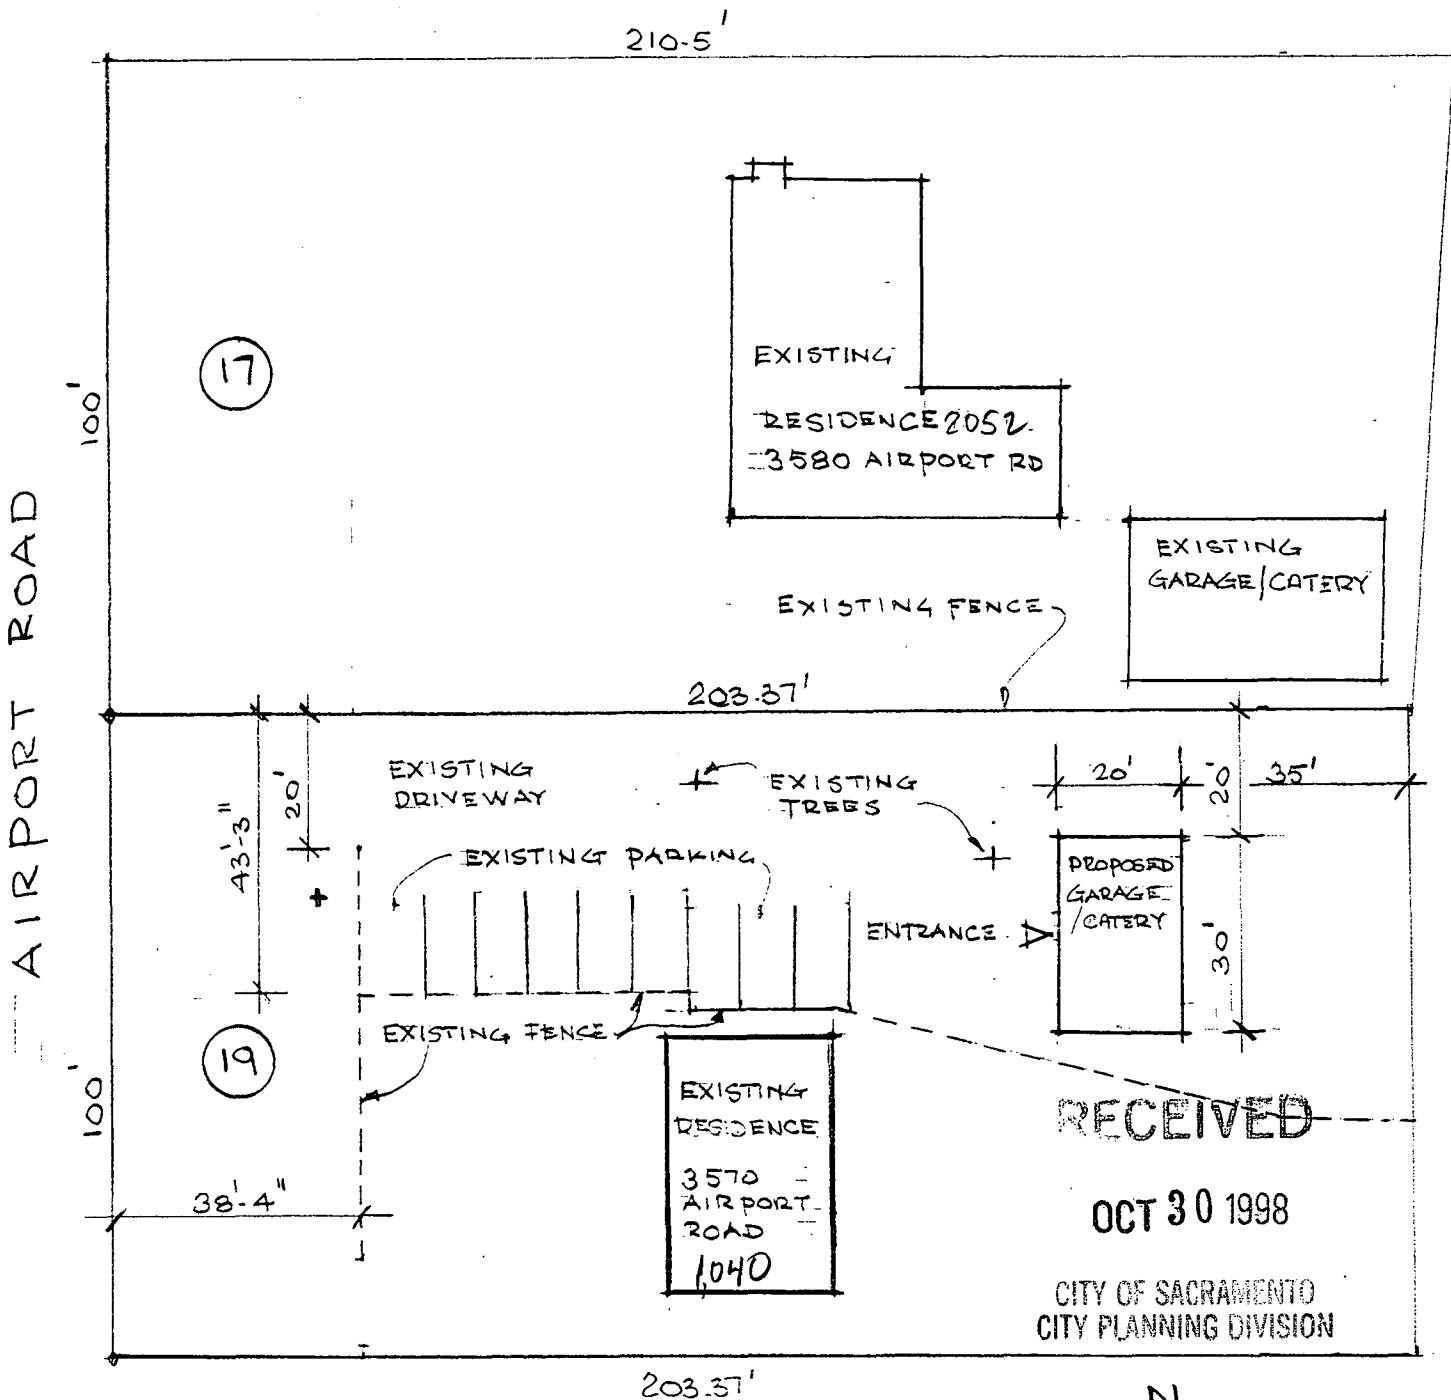 210.5'
17
100'
EXISTING
RESIDENCE 2052
3580 AIRPORT RD
EXISTING
GARAGE/CATERY
EXISTING FENCE
AIRPORT ROAD
203.37'
43'-3"
20'
EXISTING
DRIVEWAY
EXISTING
TREES
20'
20'
35'
EXISTING PARKING
PROPOSED
GARAGE
/CATERY
ENTRANCE
30'
EXISTING FENCE
19
100'
38'-4"
EXISTING
RESIDENCE
3570
AIRPORT
ROAD
1,040
RECEIVED
OCT 30 1998
CITY OF SACRAMENTO
CITY PLANNING DIVISION
203.37'
N